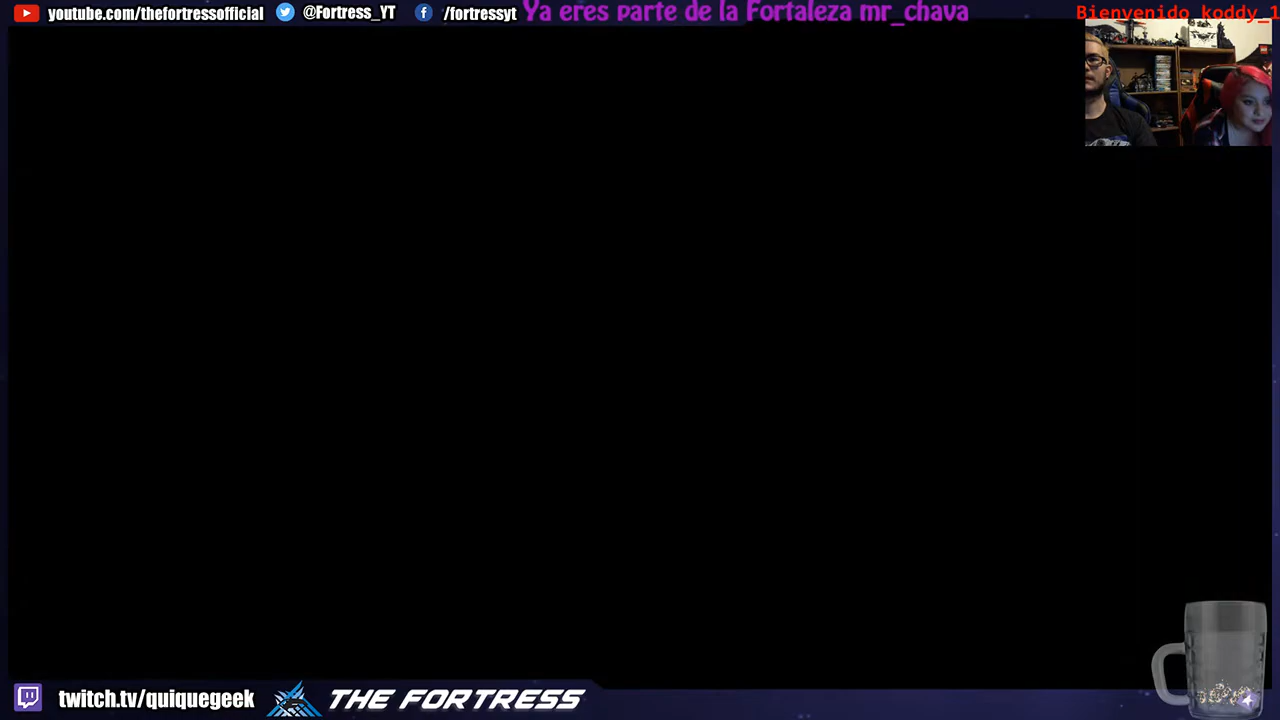 youtube.com/thefortressofficial @Fortress_YT /fortressyt Ya eres parte de la Fortaleza mr_chava Bienvenido koddy_1
twitch.tv/quiquegeek THE FORTRESS